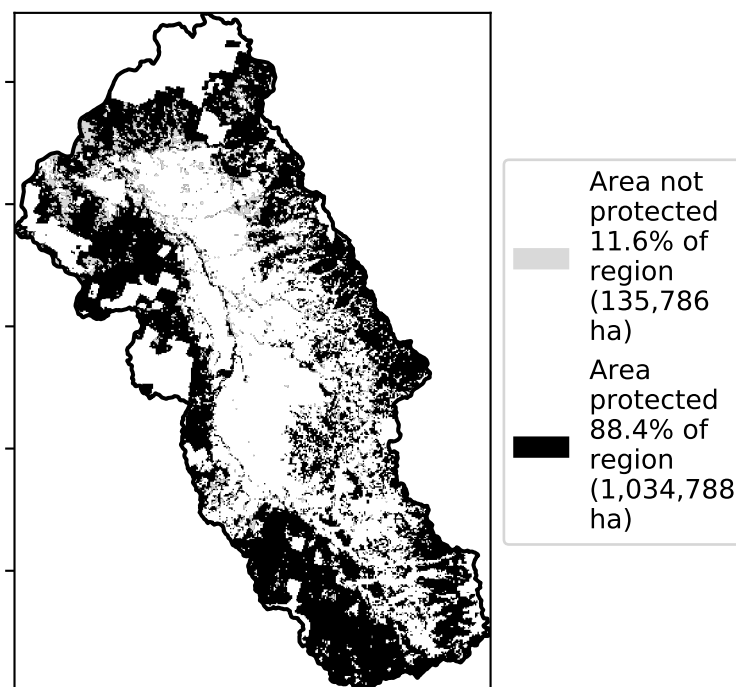 Area not
protected
11.6% of
region
(135,786
ha)
Area
protected
88.4% of
region
(1,034,788
ha)